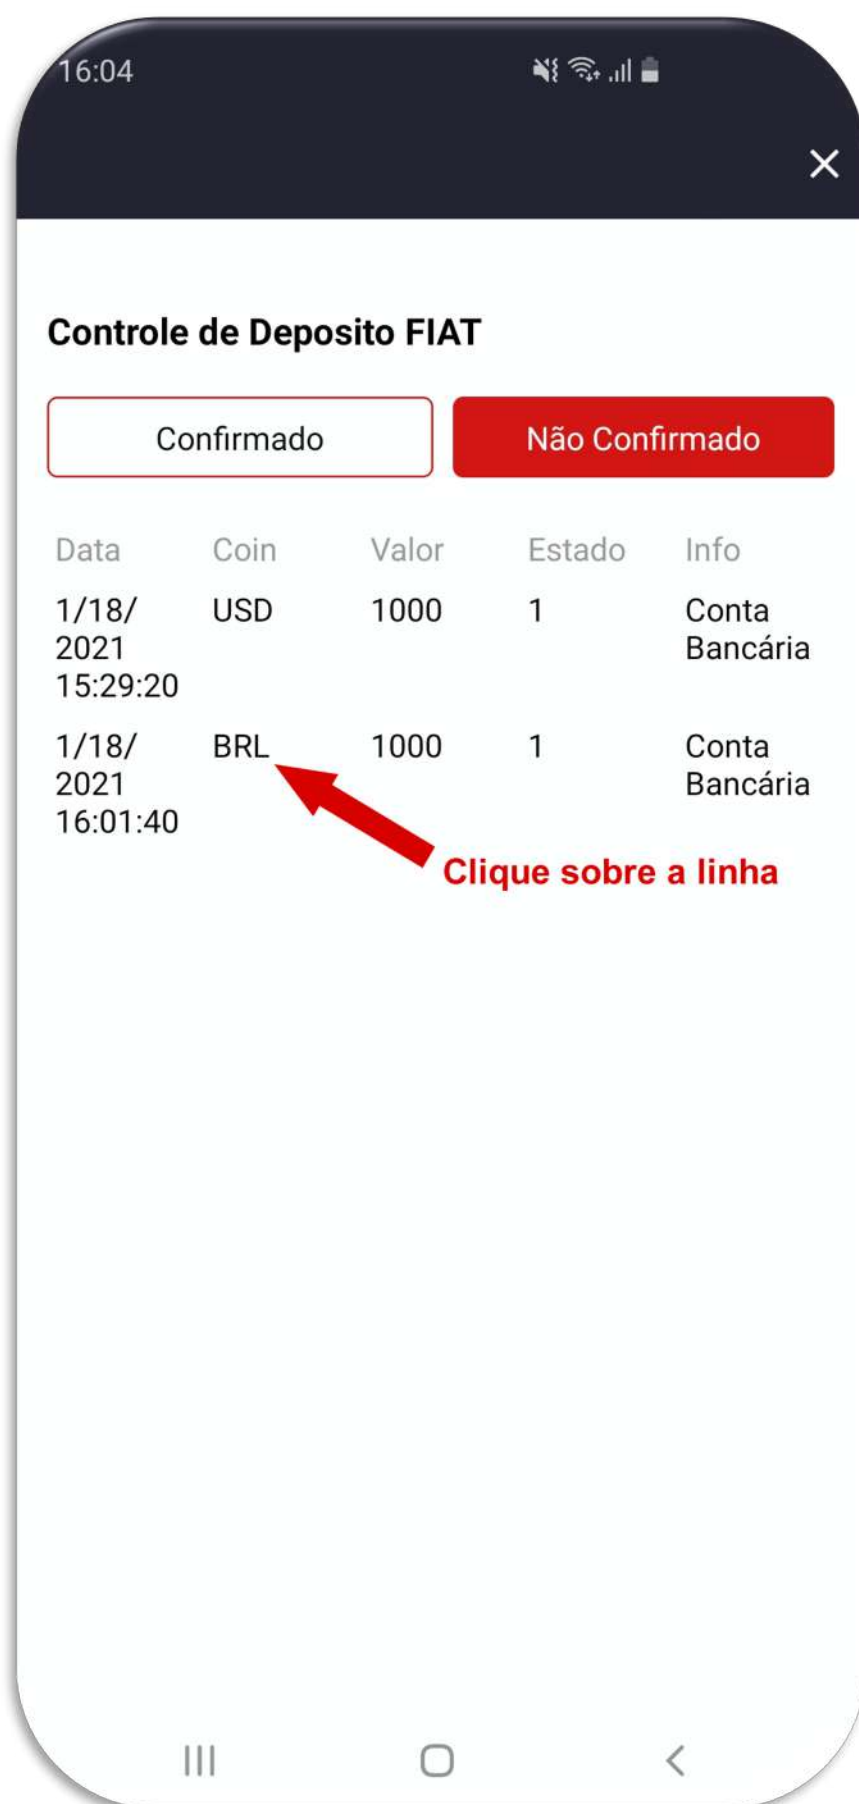 16:04
Controle de Deposito FIAT
Confirmado Não Confirmado
Data Coin Valor Estado Info
1/18/ USD 1000 1 Conta
2021 Bancária
15:29:20
1/18/ BRL 1000 1 Conta
2021 Bancária
16:01:40
Clique sobre a linha